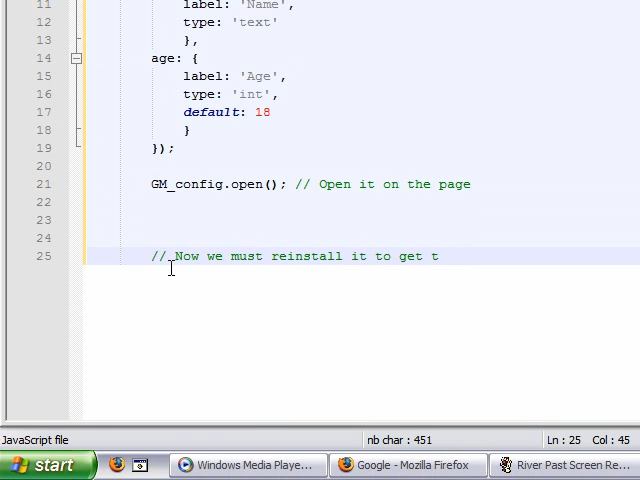 11 label: 'Name',
12 type: 'text'
13 },
14 age: {
15 label: 'Age',
16 type: 'int',
17 default: 18
18 }
19 });
20
21 GM_config.open(); // Open it on the page
22
23
24
25 // Now we must reinstall it to get t
JavaScript file nb char : 451 Ln : 25 Col : 45
start Windows Media Playe... Google - Mozilla Firefox River Past Screen Re...